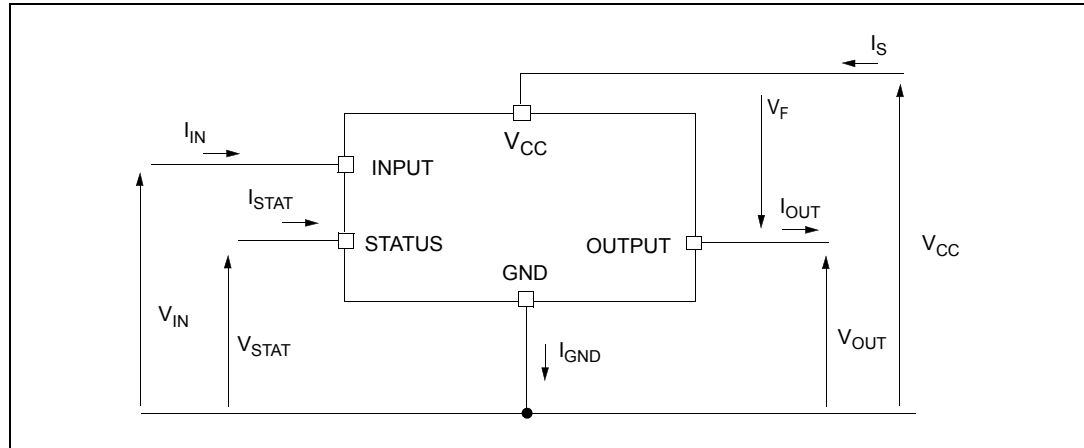 I_S
V_F
V_CC
I_IN
INPUT
I_STAT
I_OUT
STATUS
OUTPUT
V_CC
GND
V_IN
V_STAT
I_GND
V_OUT